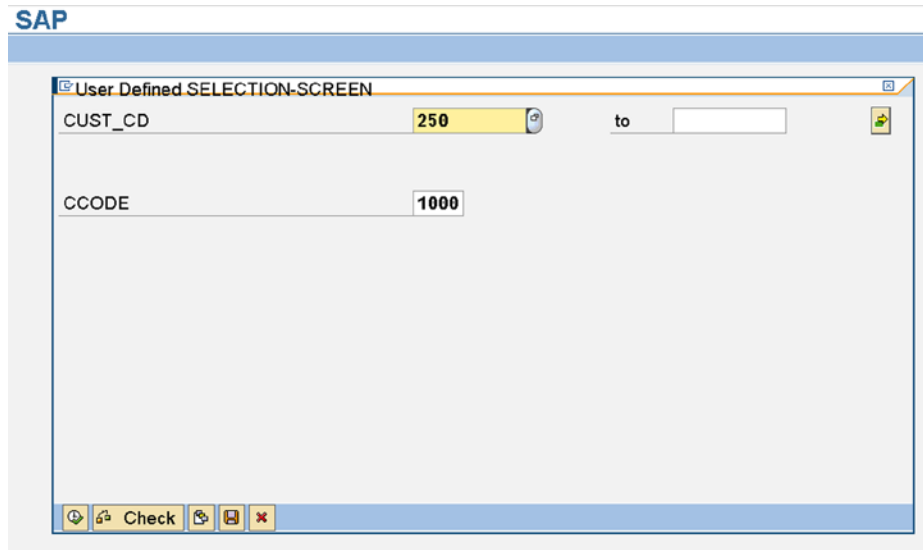 SAP
User Defined SELECTION-SCREEN
CUST_CD 250 to
CCODE 1000
Check